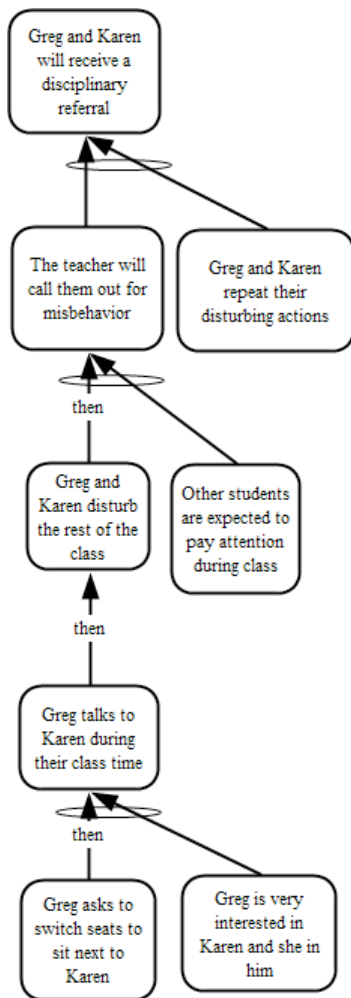 Greg and Karen
will receive a
disciplinary
referral
The teacher will
call them out for
misbehavior
Greg and Karen
repeat their
disturbing actions
then
Greg and
Karen disturb
the rest of the
class
Other students
are expected to
pay attention
during class
then
Greg talks to
Karen during
their class time
then
Greg asks to
switch seats to
sit next to
Karen
Greg is very
interested in
Karen and she in
him